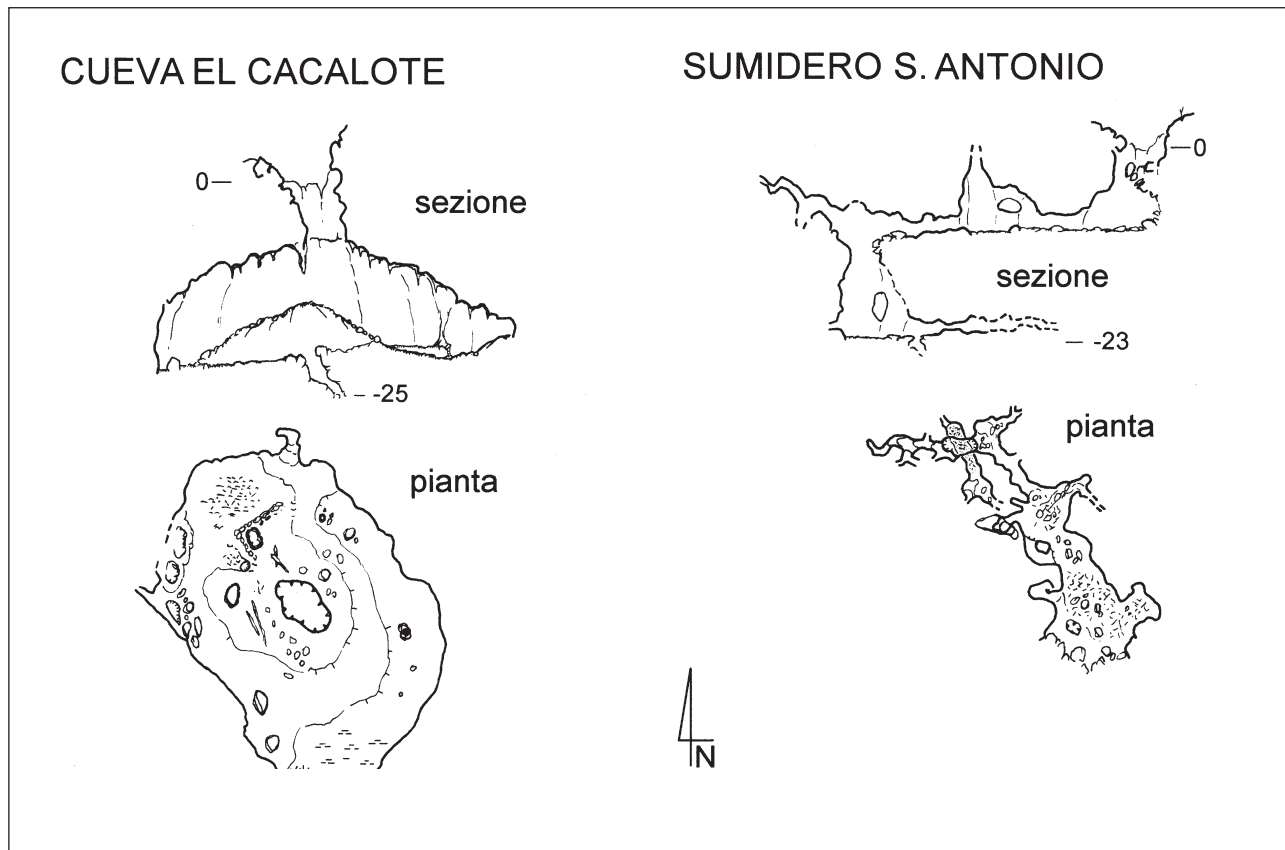 CUEVA EL CACALOTE
0
sezione
-25
pianta
SUMIDERO S. ANTONIO
0
sezione
-23
pianta
N